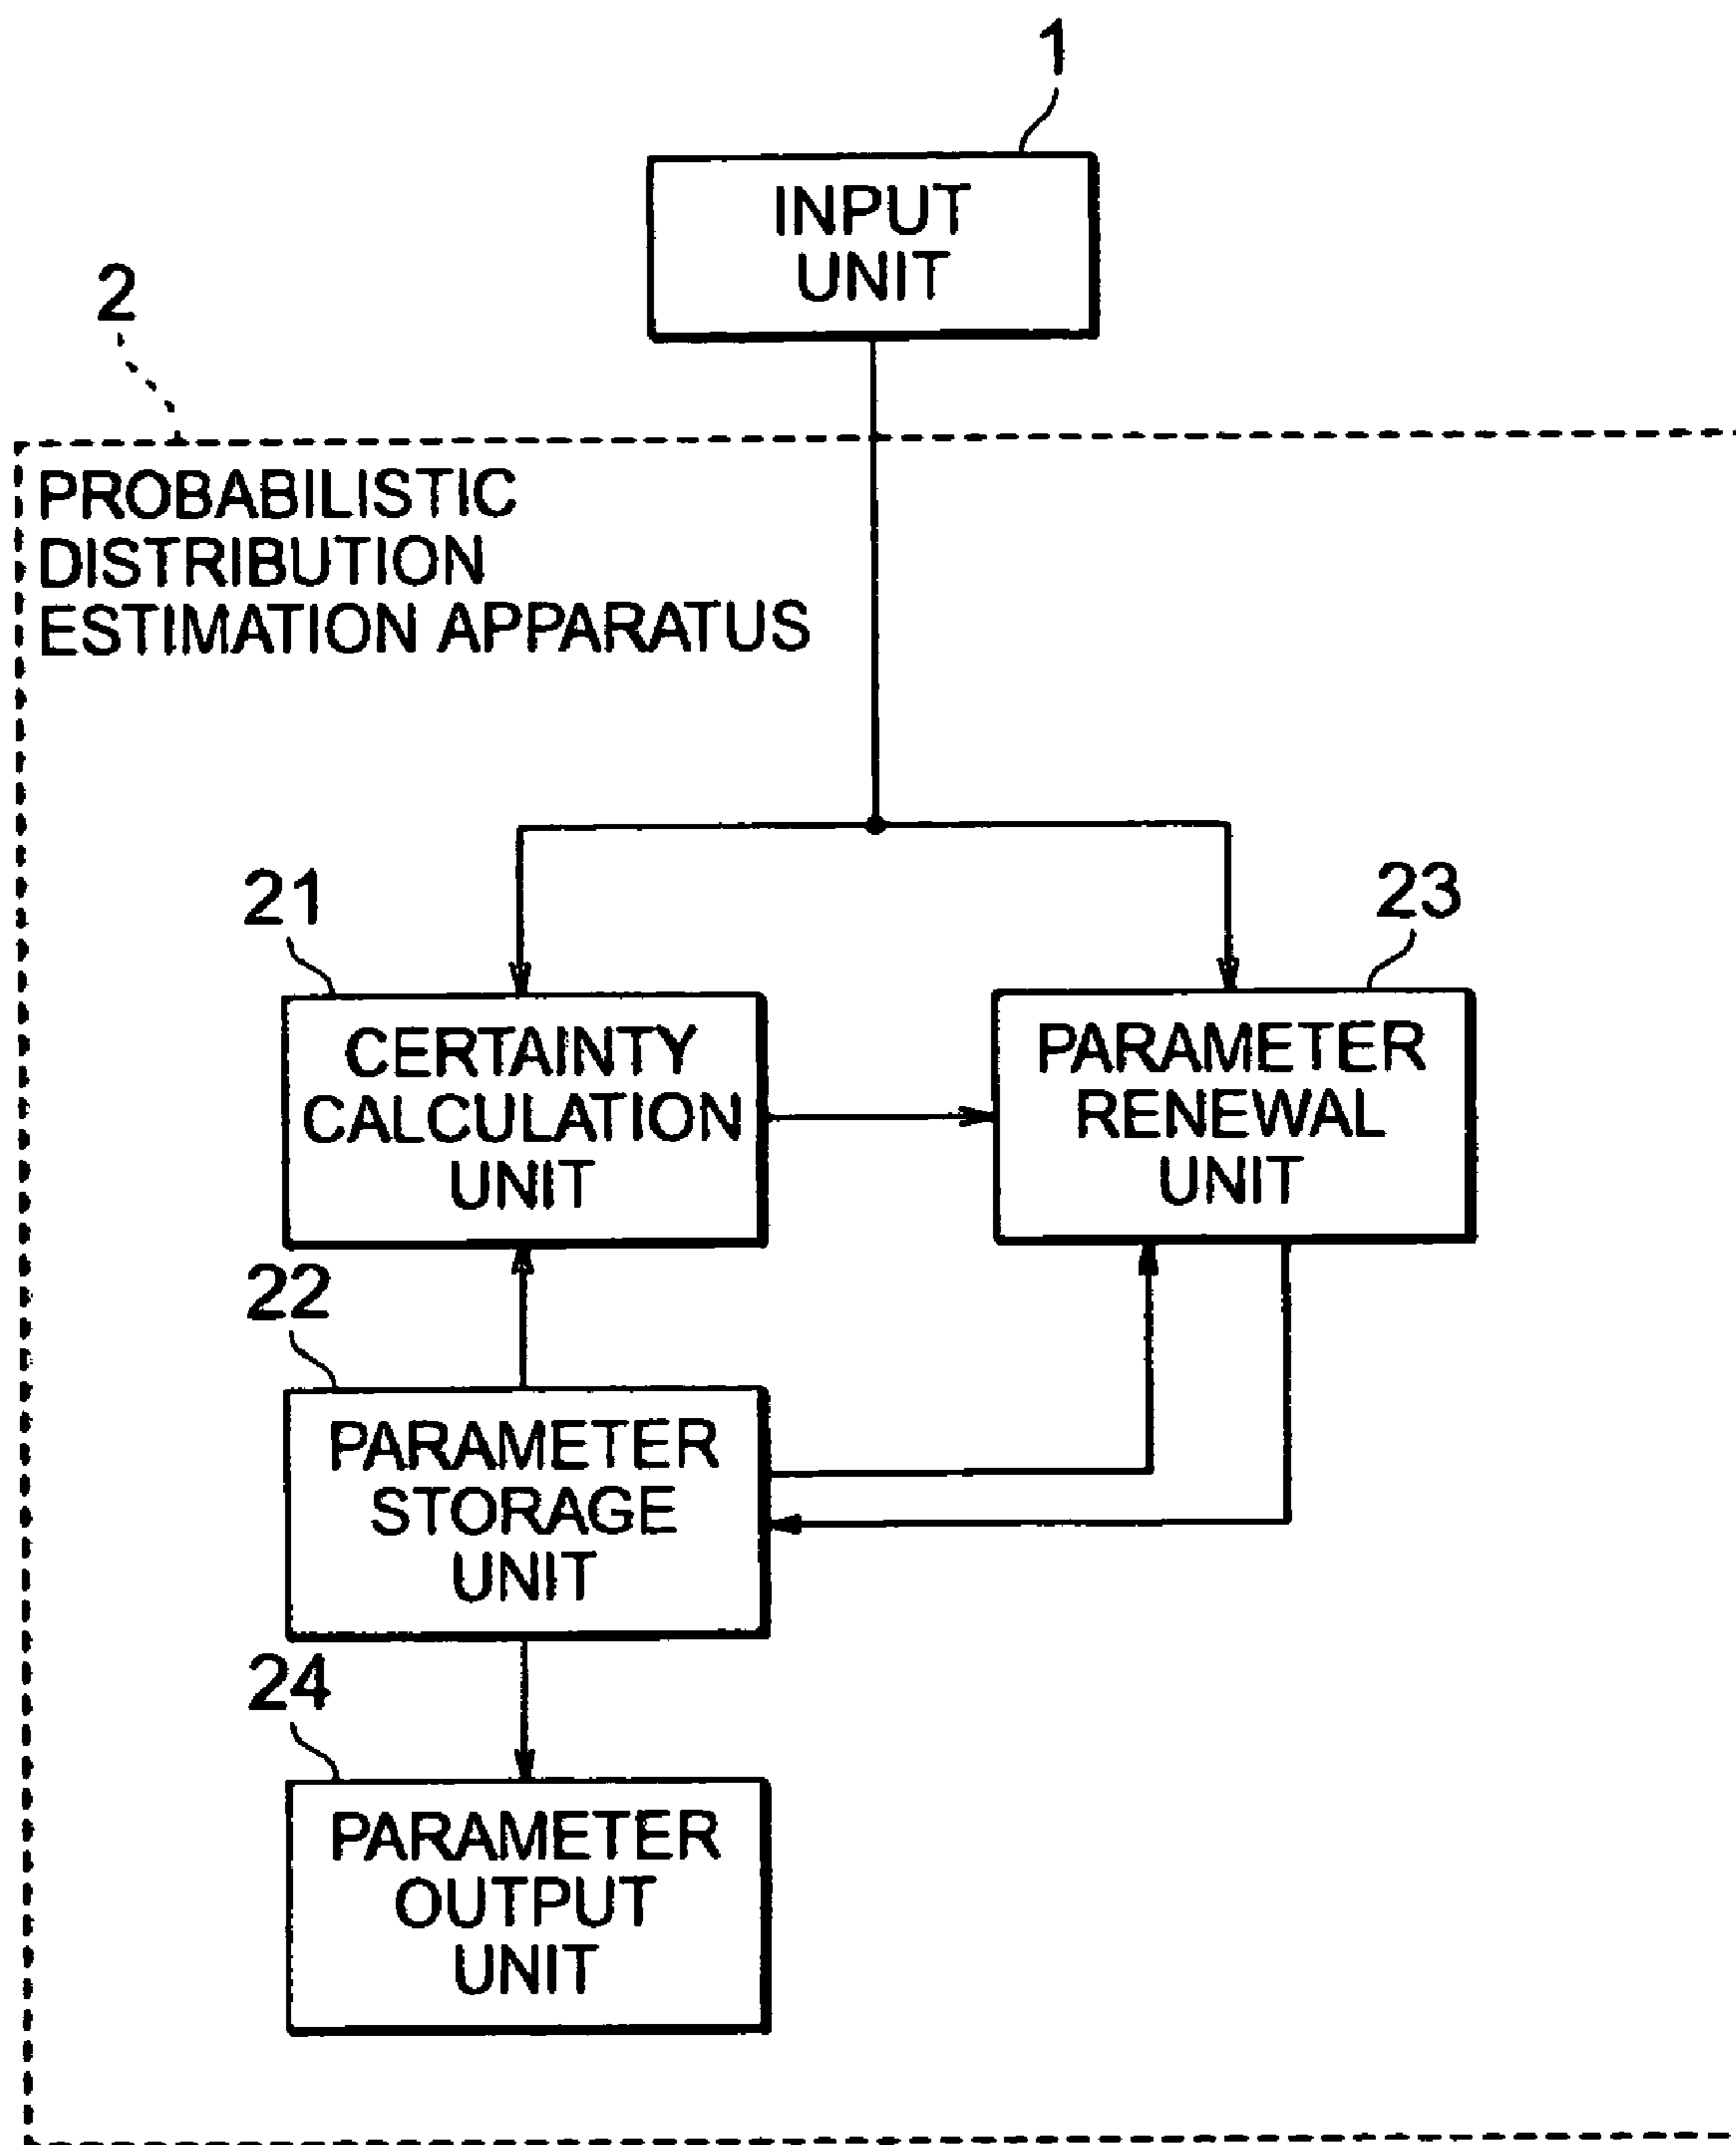 1
INPUT
UNIT
2
PROBABILISTIC
DISTRIBUTION
ESTIMATION APPARATUS
21
23
CERTAINTY
CALCULATION
UNIT
PARAMETER
RENEWAL
UNIT
22
PARAMETER
STORAGE
UNIT
24
PARAMETER
OUTPUT
UNIT